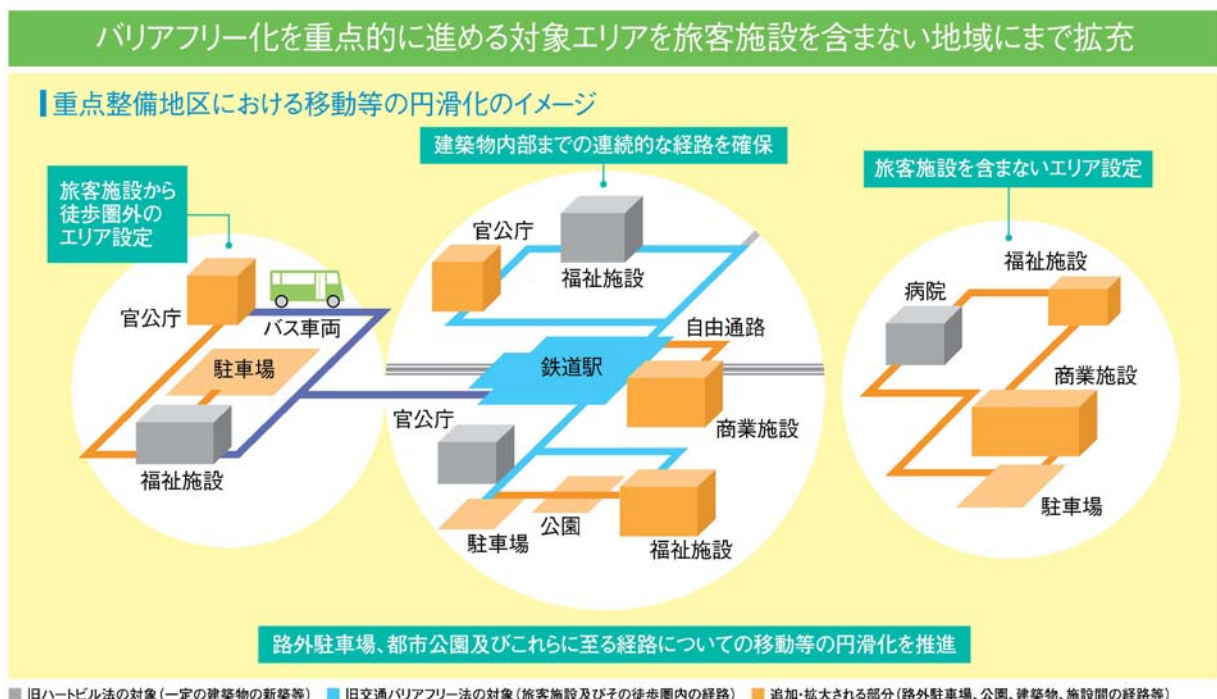 バリアフリー化を重点的に進める対象エリアを旅客施設を含まない地域にまで拡充
重点整備地区における移動等の円滑化のイメージ
旅客施設から
徒歩圏外の
エリア設定
官公庁
バス車両
駐車場
福祉施設
建築物内部までの連続的な経路を確保
官公庁
福祉施設
自由通路
鉄道駅
商業施設
官公庁
駐車場
公園
福祉施設
旅客施設を含まないエリア設定
福祉施設
病院
商業施設
駐車場
路外駐車場、都市公園及びこれらに至る経路についての移動等の円滑化を推進
旧ハートビル法の対象(一定の建築物の新築等) 旧交通バリアフリー法の対象(旅客施設及びその徒歩圏内の経路) 追加・拡大される部分(路外駐車場、公園、建築物、施設間の経路等)